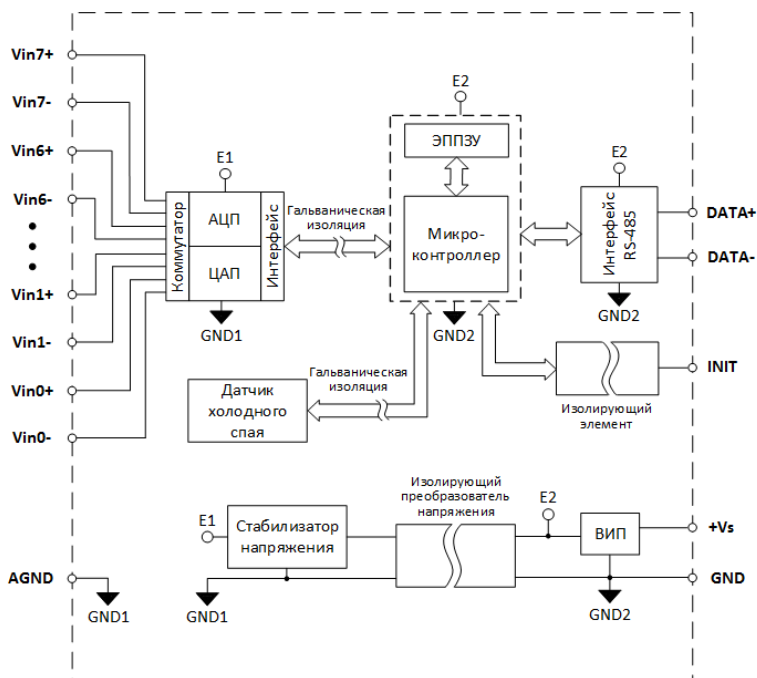 Vin7+
Vin7-
Vin6+
Vin6-
Vin1+
Vin1-
Vin0+
Vin0-
AGND
E1
Коммутатор
АЦП
ЦАП
Интерфейс
GND1
Гальваническая
изоляция
E2
ЭППЗУ
Микро-
контроллер
GND2
E2
Интерфейс
RS-485
GND2
DATA+
DATA-
INIT
Изолирующий
элемент
Гальваническая
изоляция
Датчик
холодного
спая
Изолирующий
преобразователь
напряжения
E1
Стабилизатор
напряжения
E2
ВИП
+Vs
GND
GND1
GND1
GND2